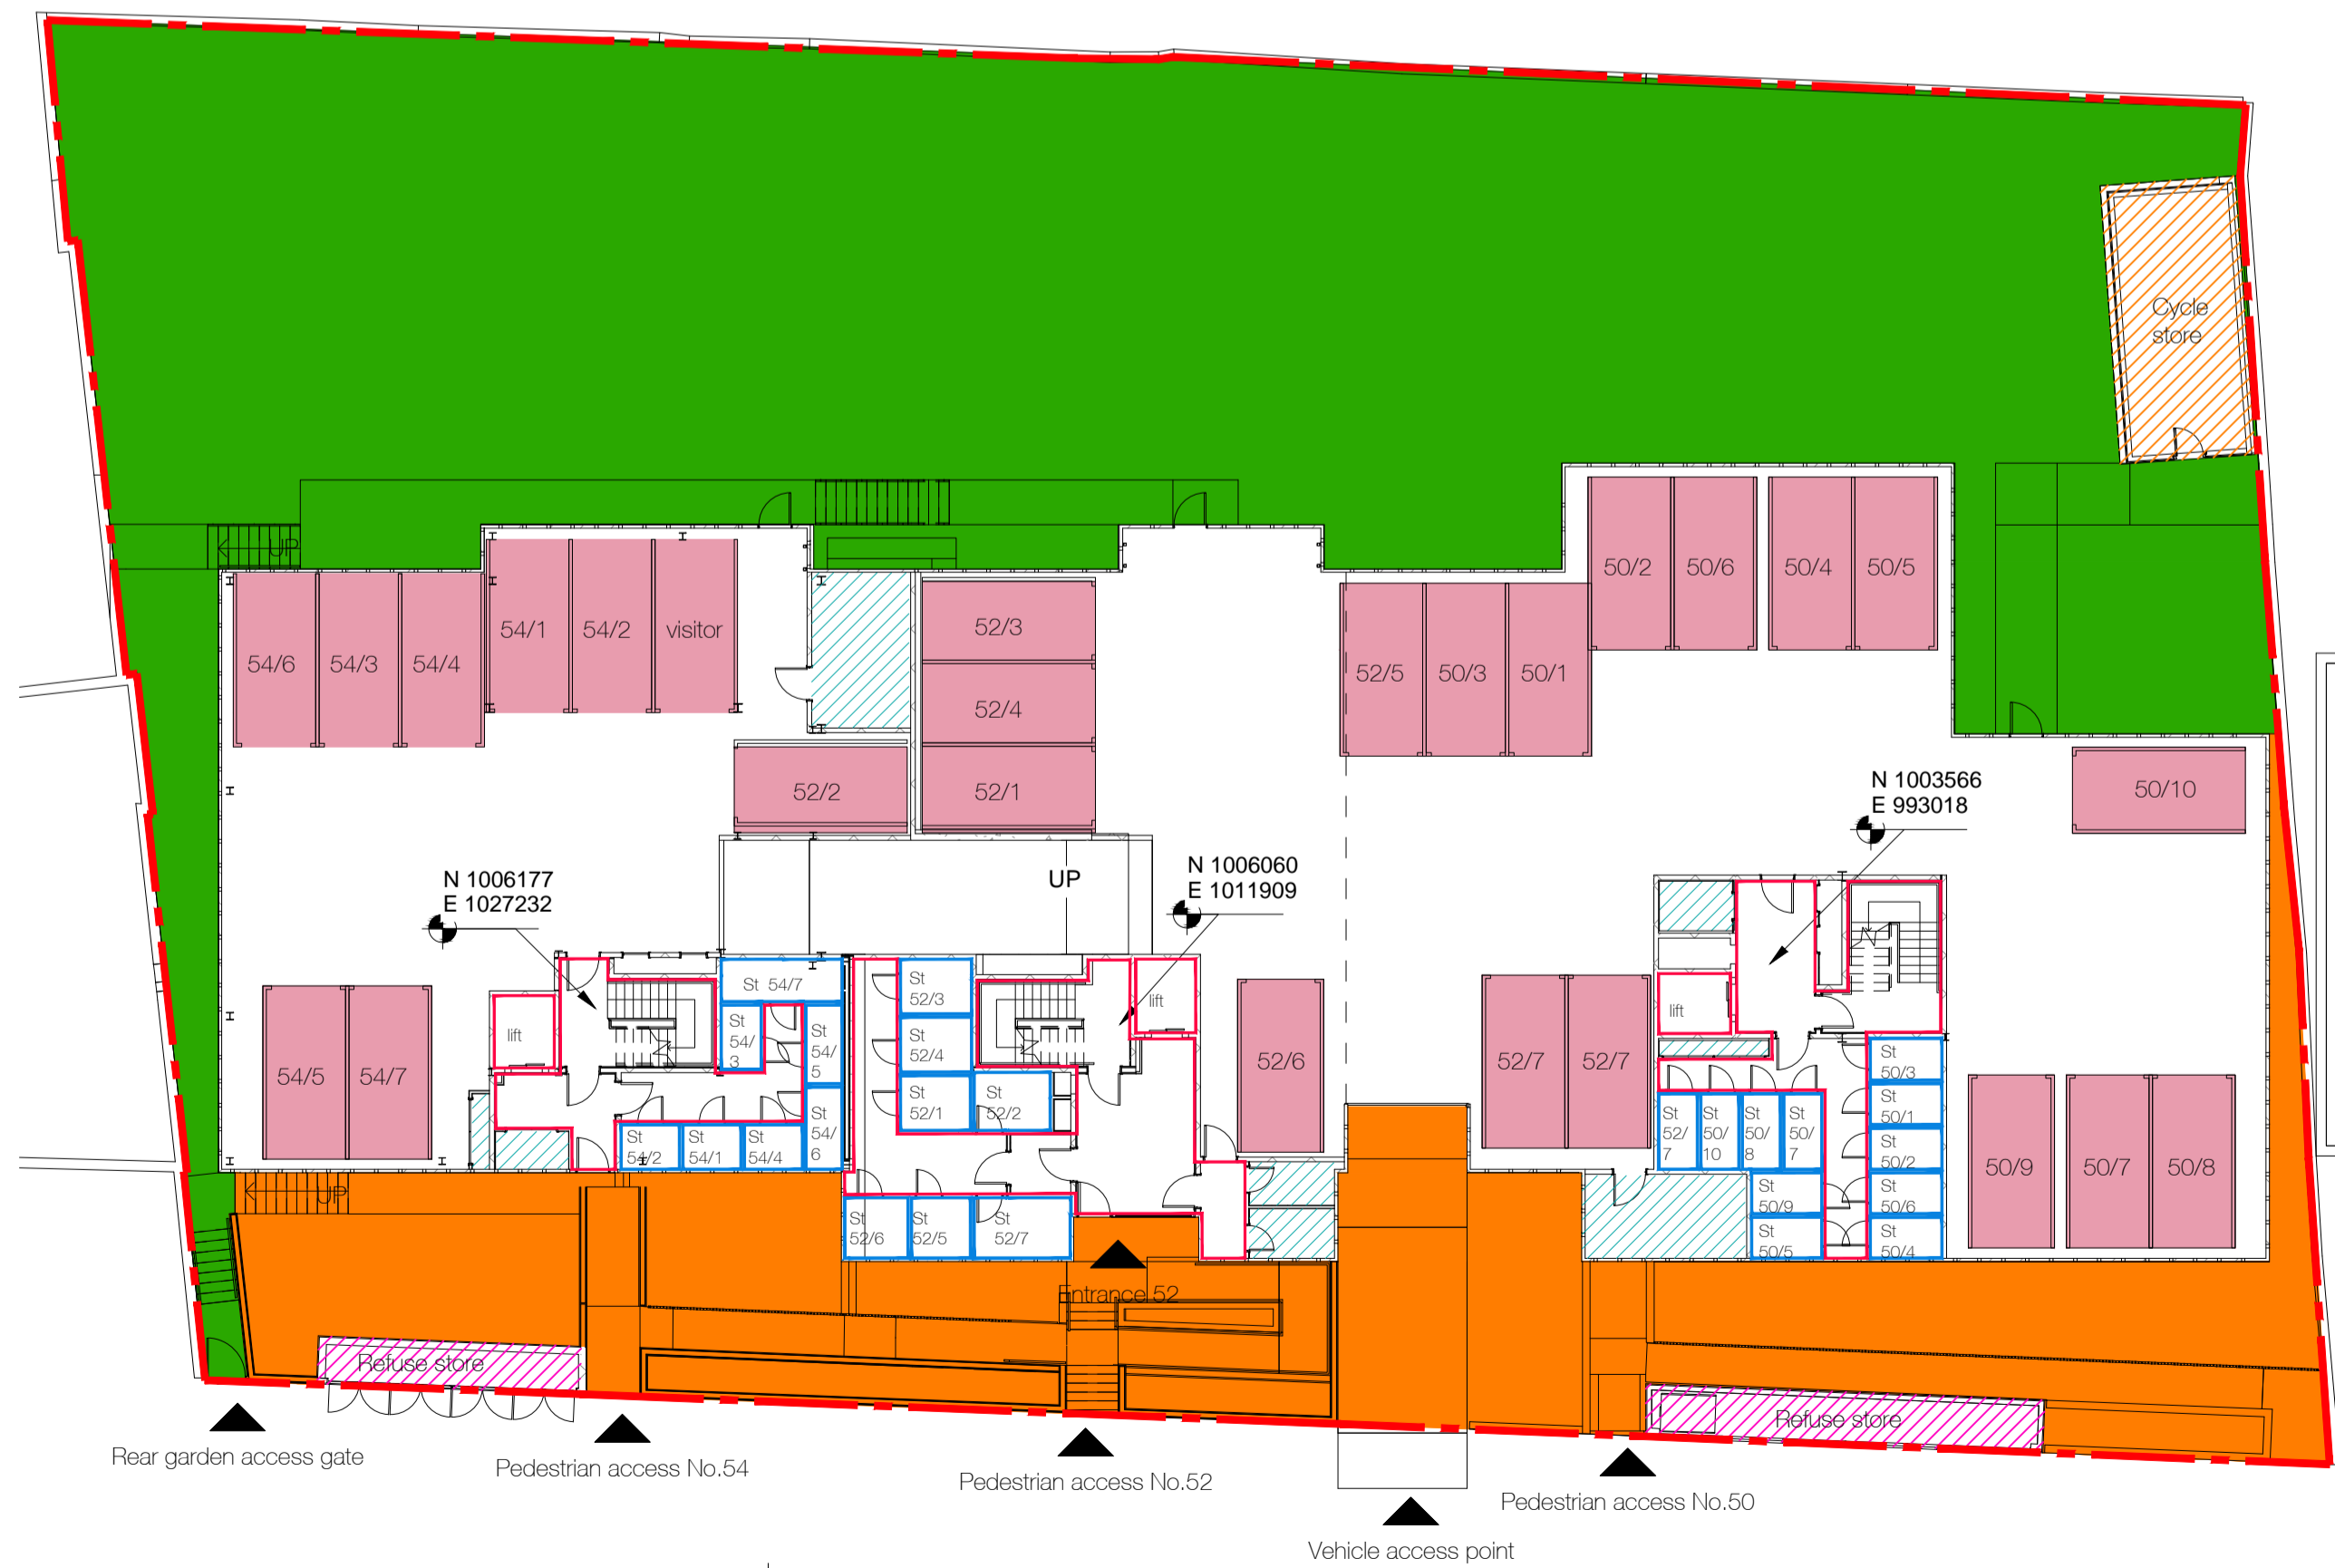 Cycle
store
UP
50/2
50/6
50/4
50/5
54/1
54/2
visitor
52/3
54/6
54/3
54/4
52/5
50/3
50/1
52/4
52/2
52/1
50/10
N 1003566
E 993018
N 1006177
E 1027232
UP
N 1006060
E 1011909
St 54/7
St
52/3
lift
lift
lift
St
54/
3
St
54/
5
St
52/4
52/6
52/7
52/7
54/5
54/7
St
52/1
St
52/2
St
50/3
St
50/1
St
54/2
St
54/1
St
54/4
St
54/
6
St
52/
7
St
50/
10
St
50/
8
St
50/
7
St
50/2
50/9
50/7
50/8
UP
St
50/9
St
50/6
St
52/6
St
52/5
St
52/7
St
50/5
St
50/4
Entrance 52
Refuse store
Refuse store
Rear garden access gate
Pedestrian access No.54
Pedestrian access No.52
Pedestrian access No.50
Vehicle access point